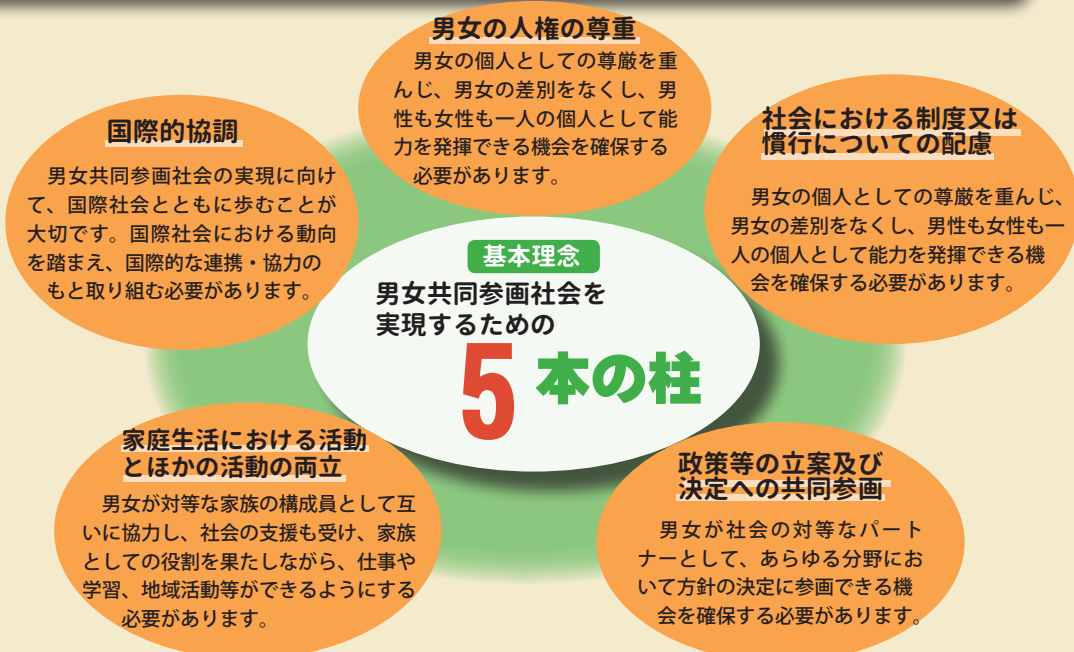 男女の人権の尊重
男女の個人としての尊厳を重
んじ、男女の差別をなくし、男
性も女性も一人の個人として能
力を発揮できる機会を確保する
必要があります。
国際的協調
男女共同参画社会の実現に向け
て、国際社会とともに歩むことが
大切です。国際社会における動向
を踏まえ、国際的な連携・協力の
もと取り組む必要があります。
社会における制度又は
慣行についての配慮
男女の個人としての尊厳を重んじ、
男女の差別をなくし、男性も女性も一
人の個人として能力を発揮できる機
会を確保する必要があります。
基本理念
男女共同参画社会を
実現するための
5本の柱
家庭生活における活動
とほかの活動の両立
男女が対等な家族の構成員として互
いに協力し、社会の支援も受け、家族
としての役割を果たしながら、仕事や
学習、地域活動等ができるようにする
必要があります。
政策等の立案及び
決定への共同参画
男女が社会の対等なパート
ナーとして、あらゆる分野にお
いて方針の決定に参画できる機
会を確保する必要があります。